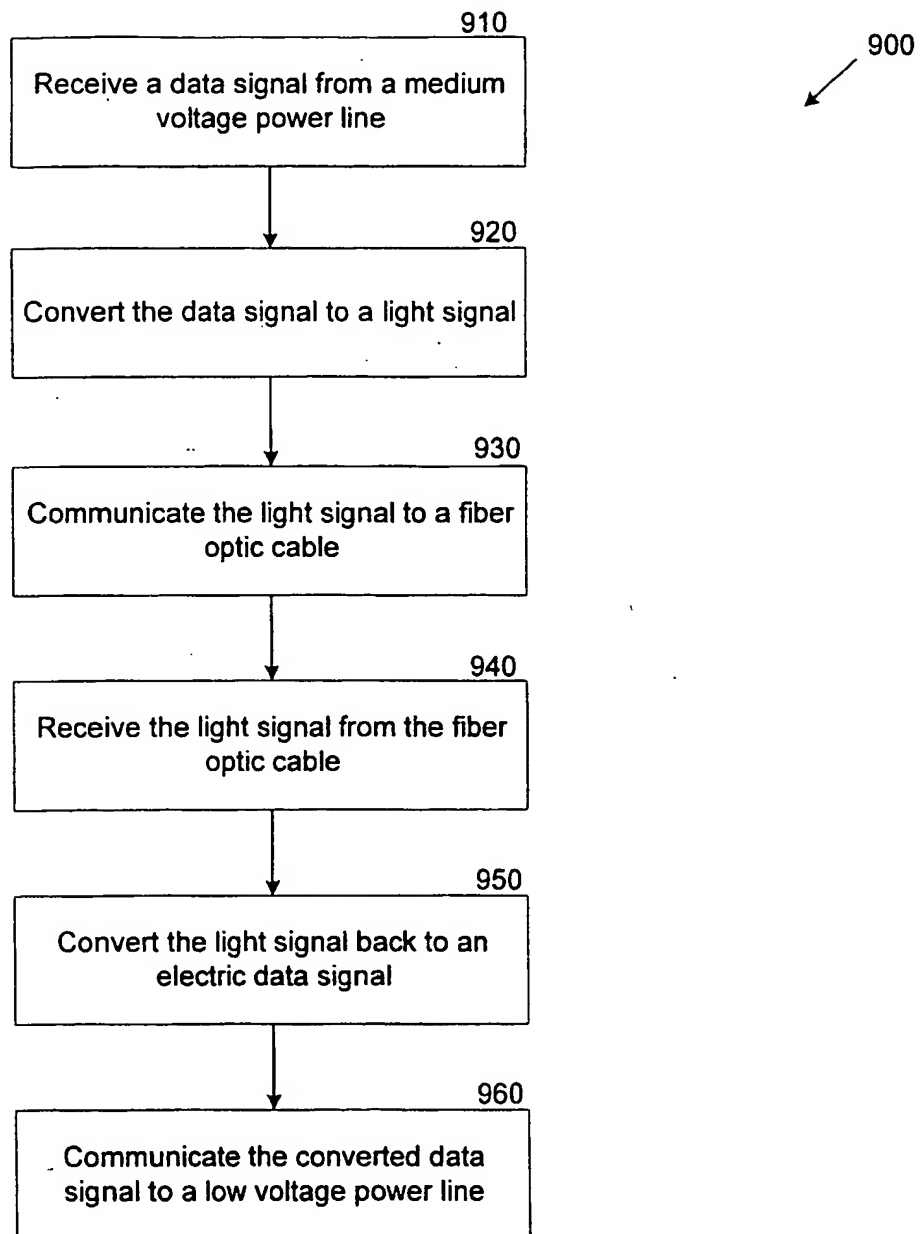 910
900
Receive a data signal from a medium
voltage power line
920
Convert the data signal to a light signal
930
Communicate the light signal to a fiber
optic cable
940
Receive the light signal from the fiber
optic cable
950
Convert the light signal back to an
electric data signal
960
Communicate the converted data
signal to a low voltage power line